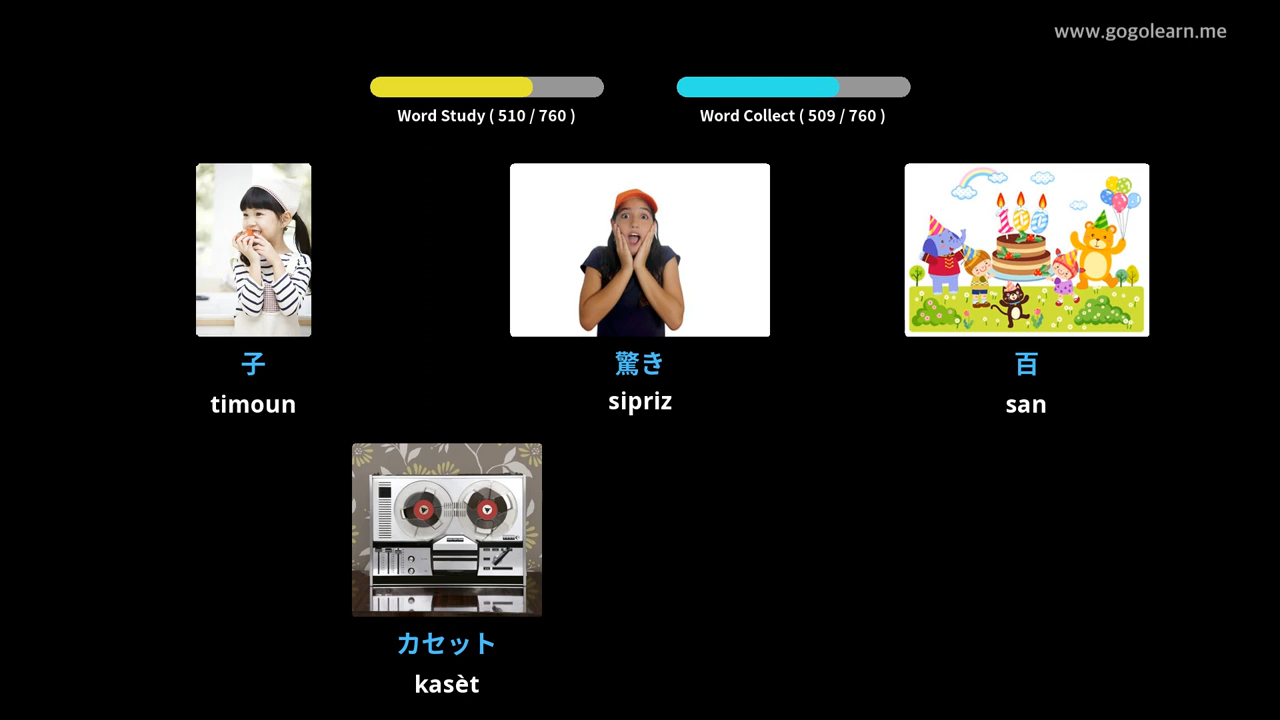 www.gogolearn.me
Word Study ( 510 / 760 )
Word Collect ( 509 / 760 )
子
timoun
驚き
sipriz
百
san
100
カセット
kasèt